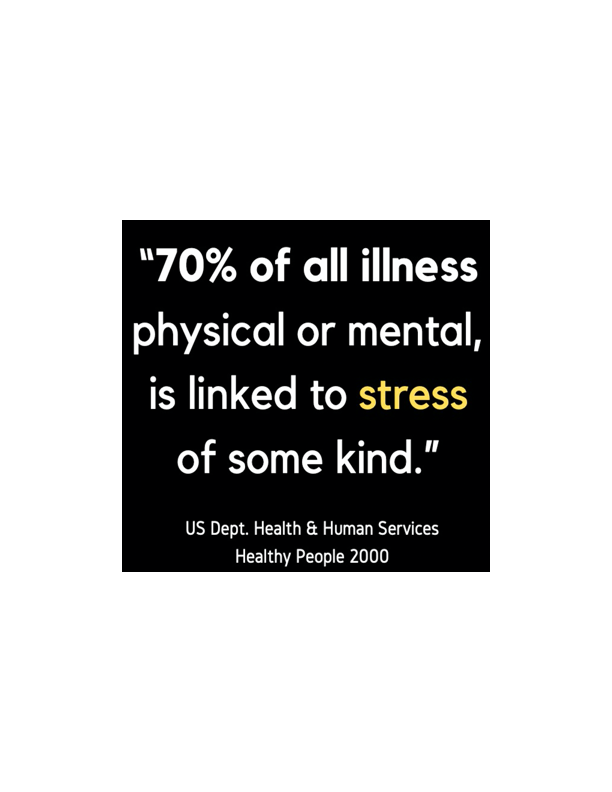 “70% of all illness
physical or mental,
is linked to stress
of some kind.”
US Dept. Health & Human Services
Healthy People 2000